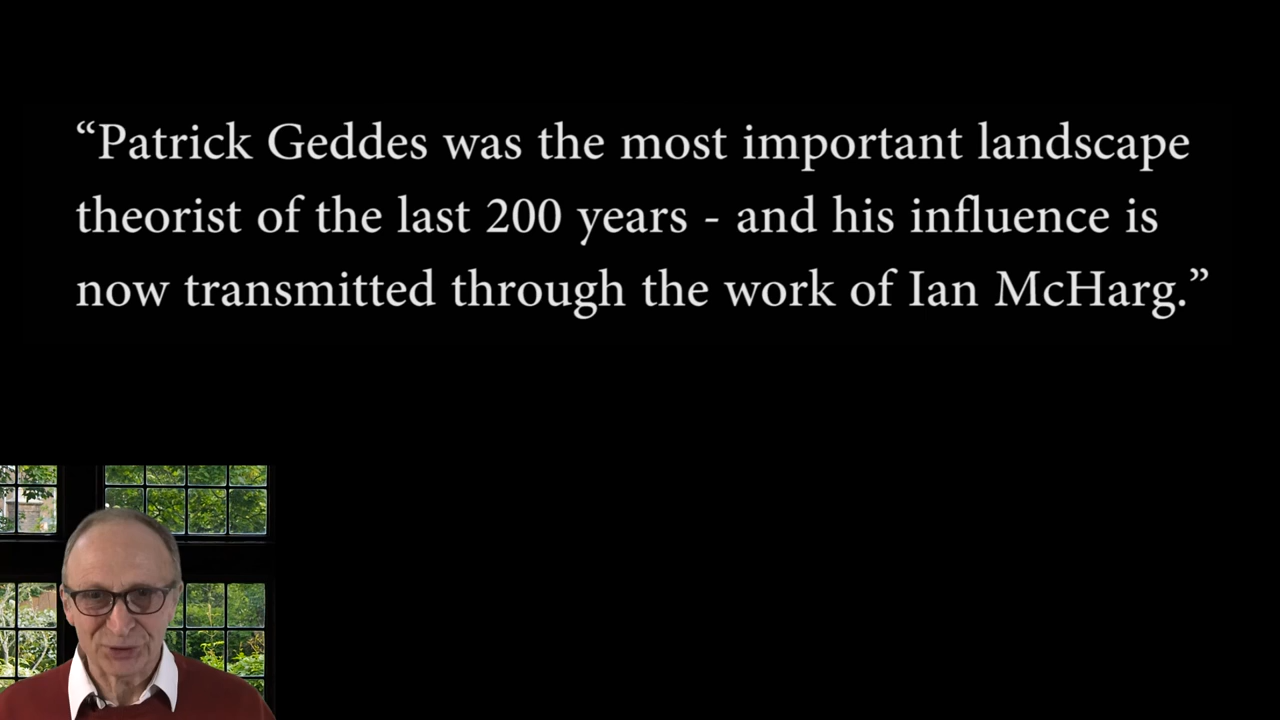 “Patrick Geddes was the most important landscape
theorist of the last 200 years - and his influence is
now transmitted through the work of Ian McHarg.”